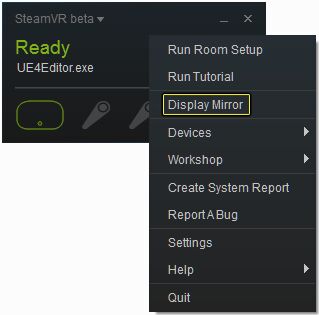 SteamVR beta
Ready
UE4Editor.exe
Run Room Setup
Run Tutorial
Display Mirror
Devices
Workshop
Create System Report
Report A Bug
Settings
Help
Quit